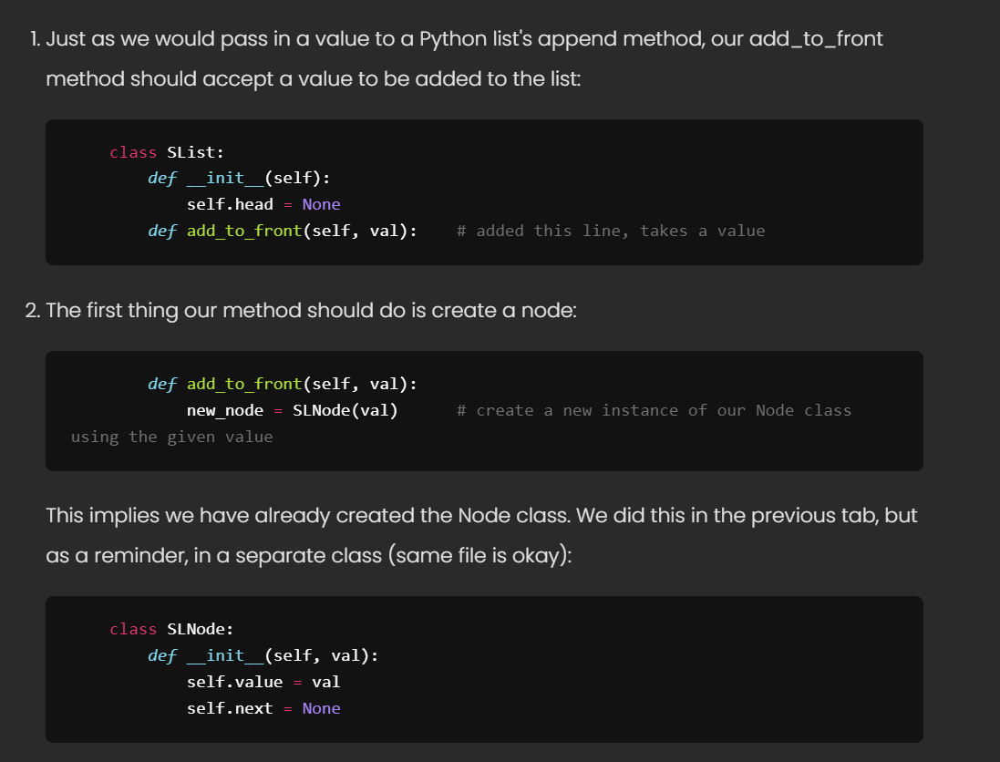 1. Just as we would pass in a value to a Python list's append method, our add_to_front
method should accept a value to be added to the list:
class SList:
def __init__(self):
self.head = None
def add_to_front(self, val):    # added this line, takes a value
2. The first thing our method should do is create a node:
def add_to_front(self, val):
new_node = SLNode(val)      # create a new instance of our Node class
using the given value
This implies we have already created the Node class. We did this in the previous tab, but
as a reminder, in a separate class (same file is okay):
class SLNode:
def __init__(self, val):
self.value = val
self.next = None